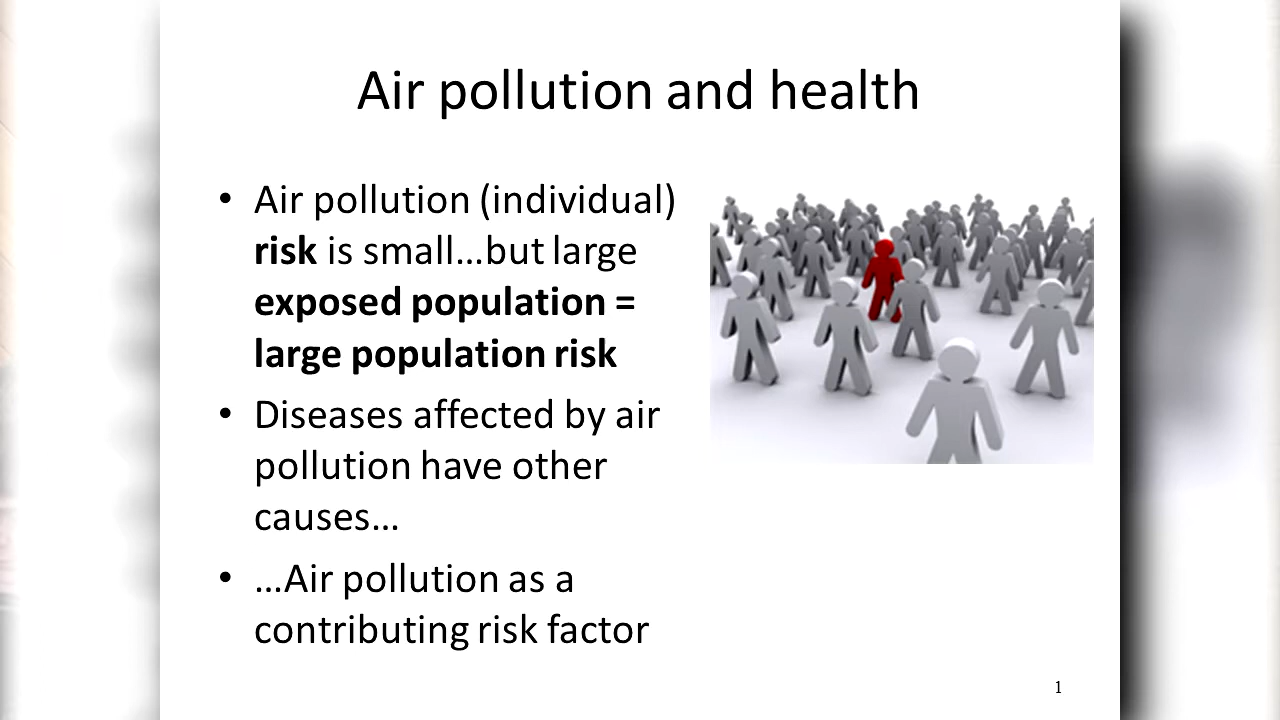 Air pollution and health
• Air pollution (individual)
risk is small…but large
exposed population =
large population risk
• Diseases affected by air
pollution have other
causes…
• …Air pollution as a
contributing risk factor
1